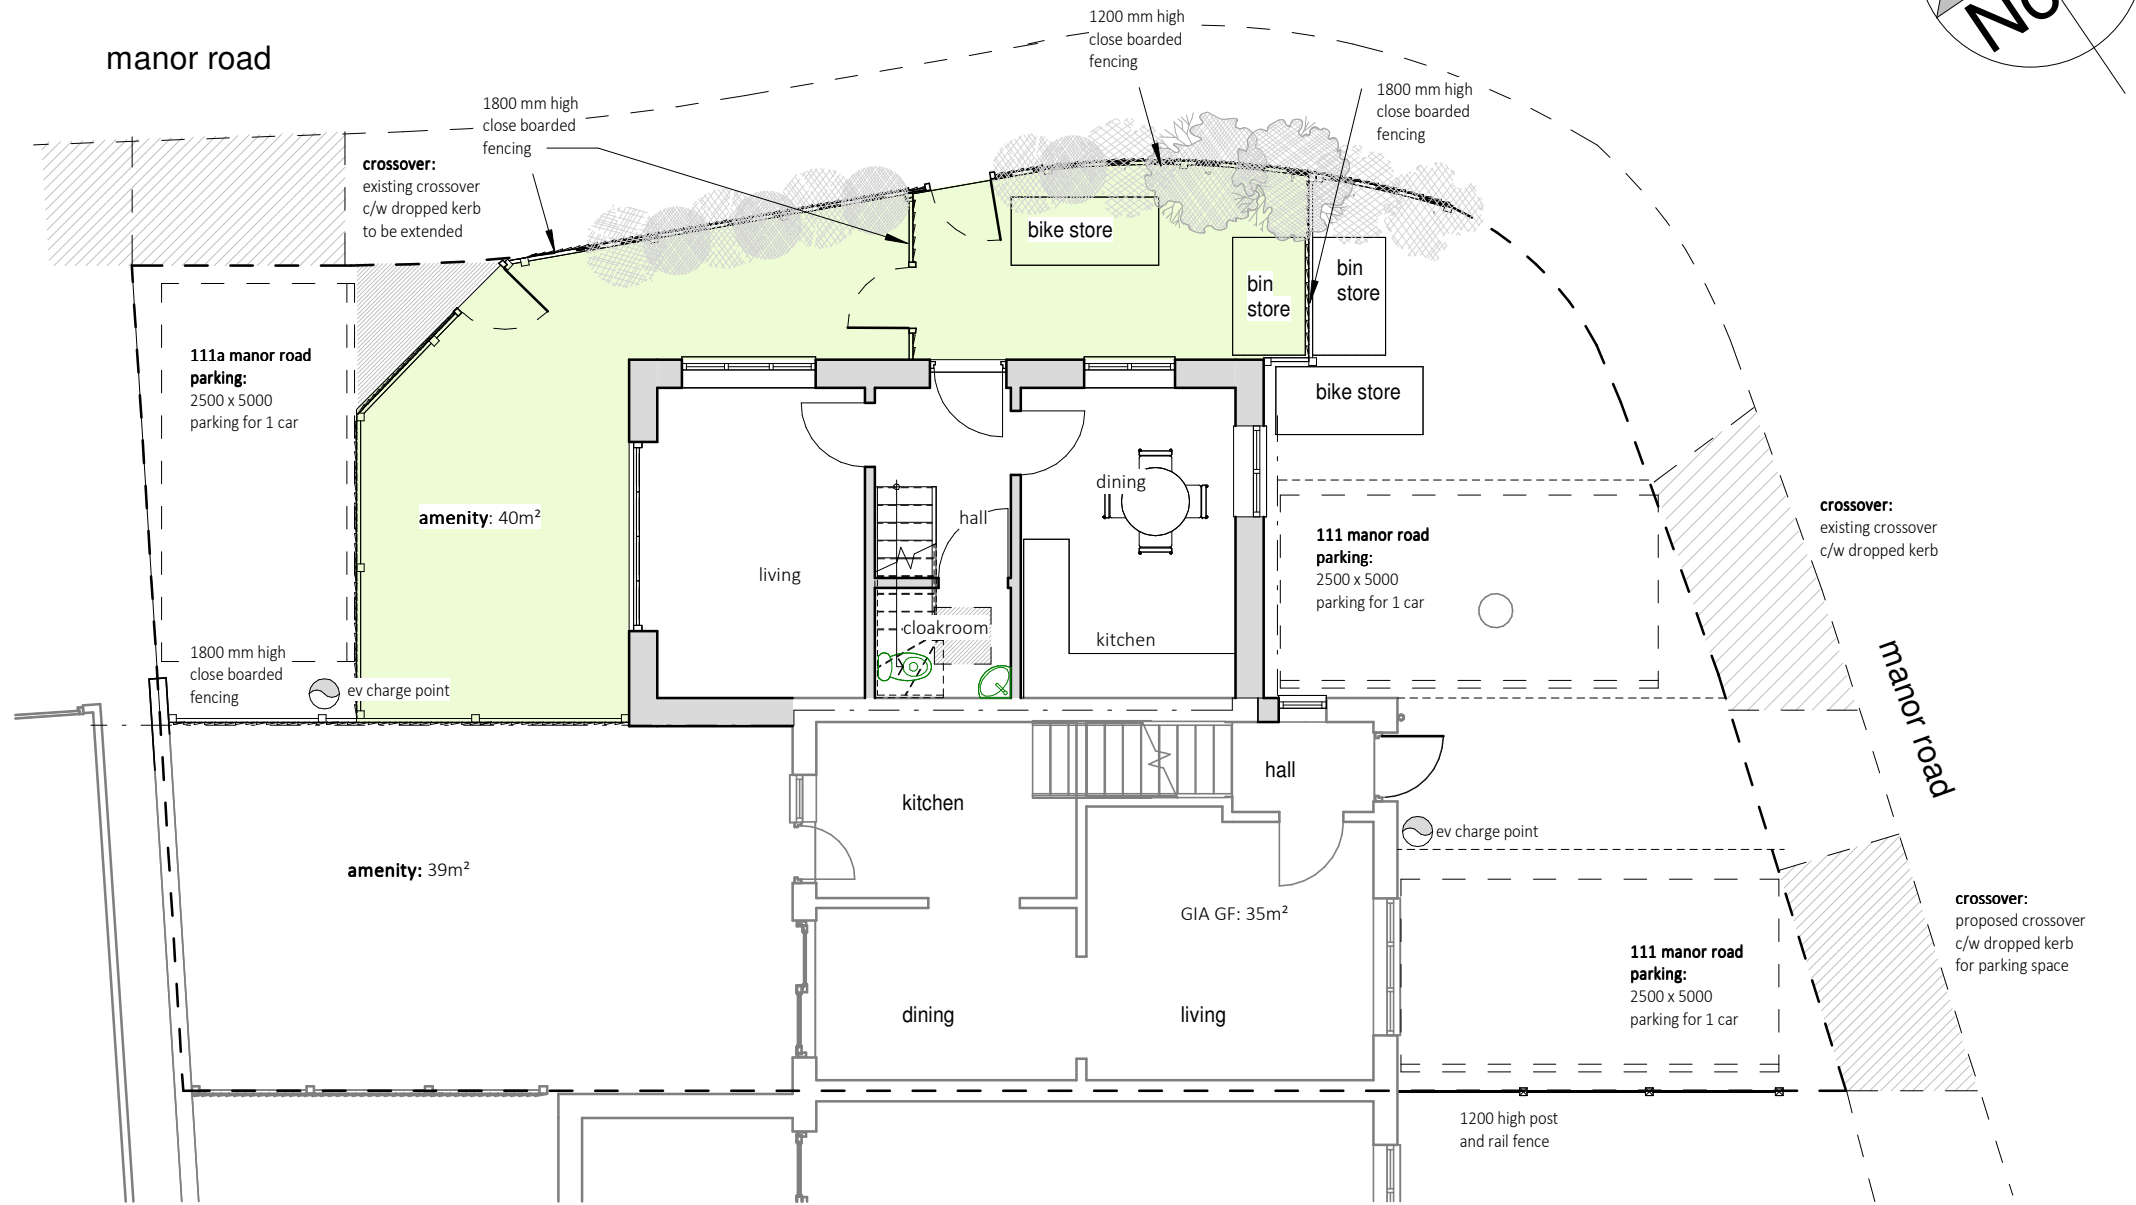 manor road
1200 mm high
close boarded
fencing
1800 mm high
close boarded
fencing
1800 mm high
close boarded
fencing
crossover:
existing crossover
c/w dropped kerb
to be extended
bike store
bin
store
bin
store
bike store
111a manor road
parking:
2500 x 5000
parking for 1 car
amenity: 40m²
living
hall
dining
cloakroom
kitchen
111 manor road
parking:
2500 x 5000
parking for 1 car
crossover:
existing crossover
c/w dropped kerb
1800 mm high
close boarded
fencing
ev charge point
manor road
kitchen
hall
ev charge point
amenity: 39m²
GIA GF: 35m²
dining
living
111 manor road
parking:
2500 x 5000
parking for 1 car
crossover:
proposed crossover
c/w dropped kerb
for parking space
1200 high post
and rail fence